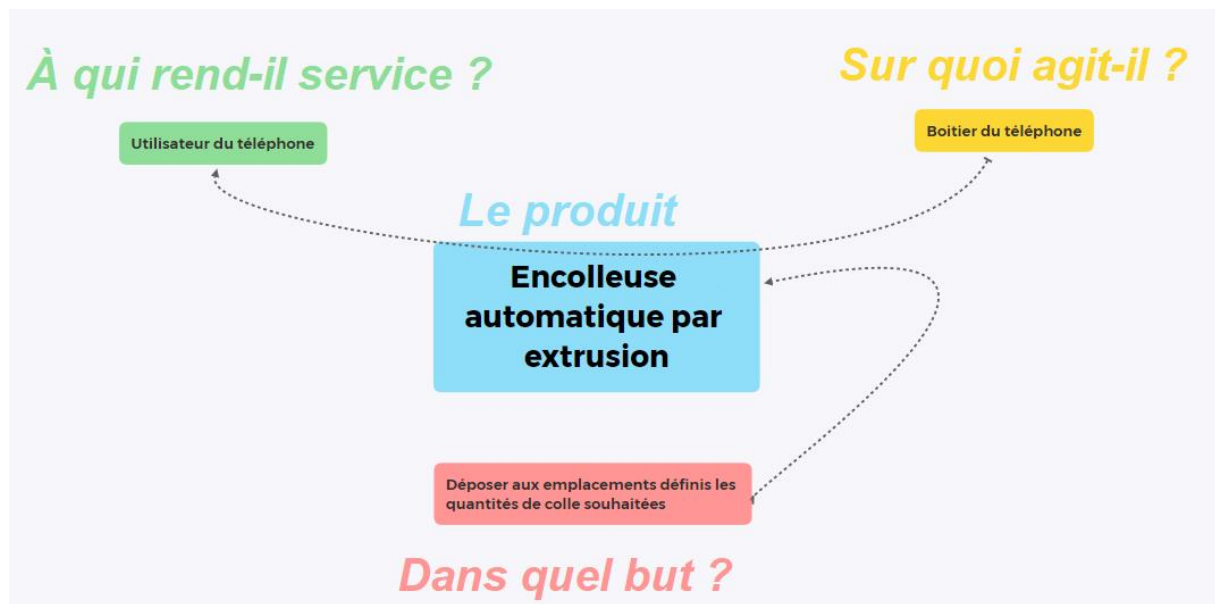 À qui rend-il service ?
Sur quoi agit-il ?
Utilisateur du téléphone
Boitier du téléphone
Le produit
Encolleuse
automatique par
extrusion
Déposer aux emplacements définis les
quantités de colle souhaitées
Dans quel but ?